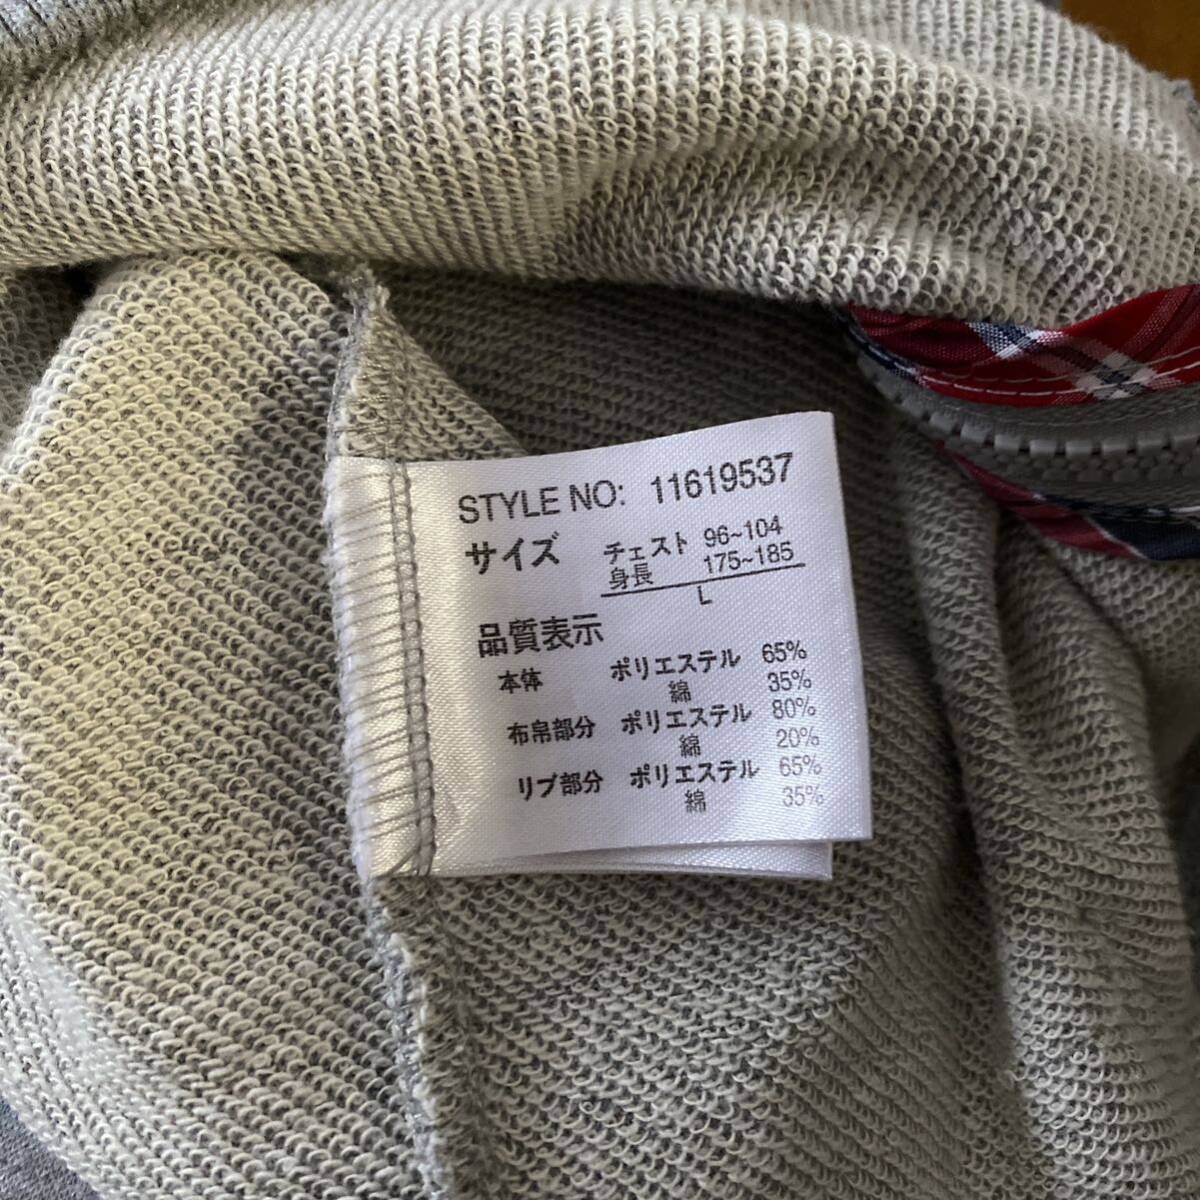 STYLE NO: 11619537
サイズ チェスト 96~104
身長 175~185
L
品質表示
本体 ポリエステル 65%
綿 35%
布帛部分 ポリエステル 80%
綿 20%
リブ部分 ポリエステル 65%
綿 35%